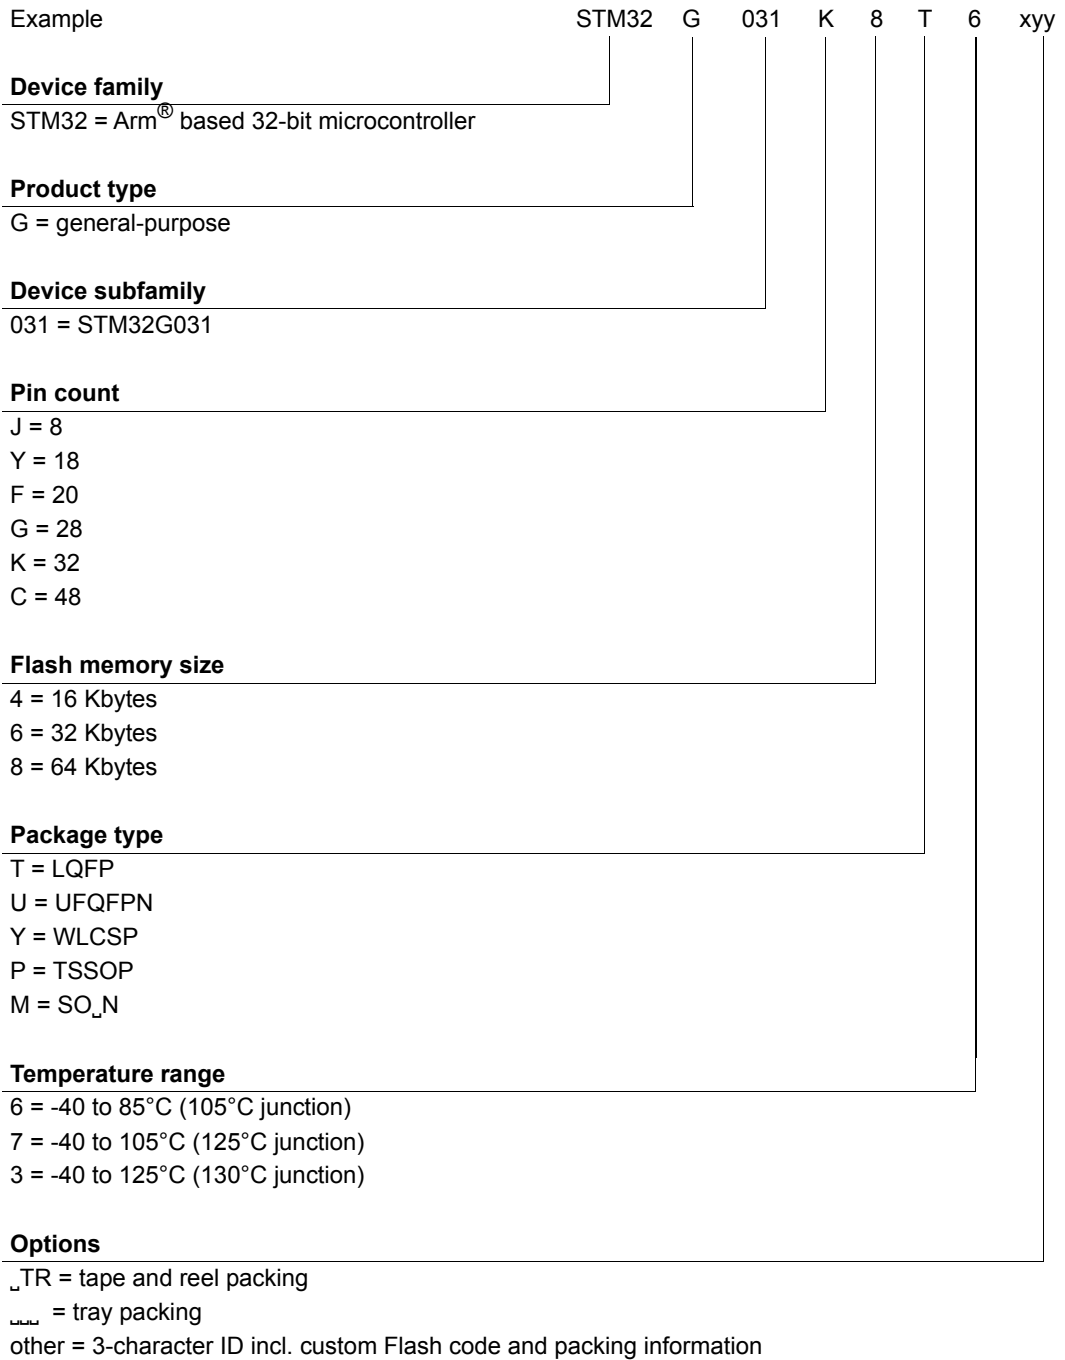 Example STM32 G 031 K 8 T 6 xyy
Device family
STM32 = Arm® based 32-bit microcontroller
Product type
G = general-purpose
Device subfamily
031 = STM32G031
Pin count
J = 8
Y = 18
F = 20
G = 28
K = 32
C = 48
Flash memory size
4 = 16 Kbytes
6 = 32 Kbytes
8 = 64 Kbytes
Package type
T = LQFP
U = UFQFPN
Y = WLCSP
P = TSSOP
M = SO␣N
Temperature range
6 = -40 to 85°C (105°C junction)
7 = -40 to 105°C (125°C junction)
3 = -40 to 125°C (130°C junction)
Options
␣TR = tape and reel packing
␣␣␣ = tray packing
other = 3-character ID incl. custom Flash code and packing information